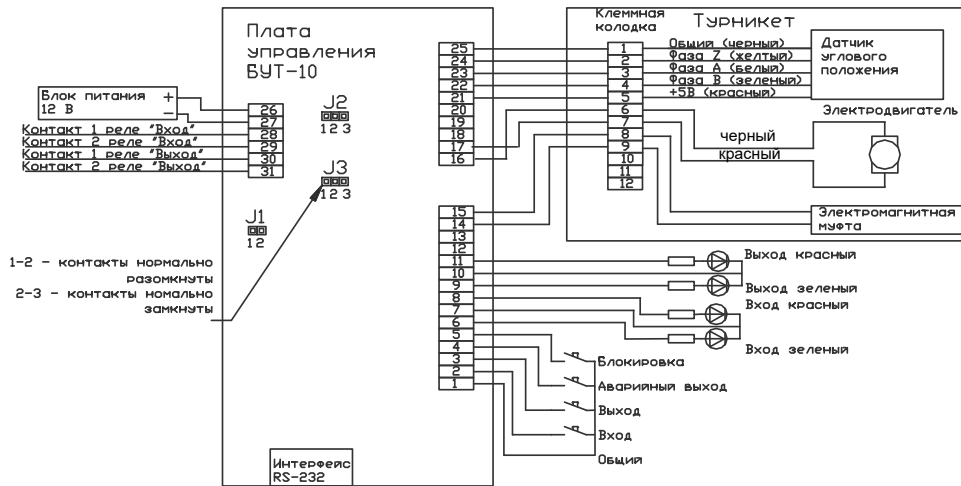 Плата
управления
БУТ-10
Клеммная
колодка
Турникет
25
24
23
22
21
20
19
18
17
16
1
2
3
4
5
6
7
8
9
10
11
12
Общий (черный)
Фаза Z (желтый)
Фаза A (белый)
Фаза B (зеленый)
+5В (красный)
Датчик
углового
положения
Электродвигатель
черный
красный
Электромагнитная
муфта
Блок питания
12 В
+
−
Контакт 1 реле "Вход"
Контакт 2 реле "Вход"
Контакт 1 реле "Выход"
Контакт 2 реле "Выход"
26
27
28
29
30
31
J2
1 2 3
J3
1 2 3
J1
1 2
1-2 - контакты нормально
разомкнуты
2-3 - контакты номально
замкнуты
15
14
13
12
11
10
9
8
7
6
5
4
3
2
1
Выход красный
Выход зеленый
Вход красный
Вход зеленый
Блокировка
Аварийный выход
Выход
Вход
Общий
Интерфейс
RS-232